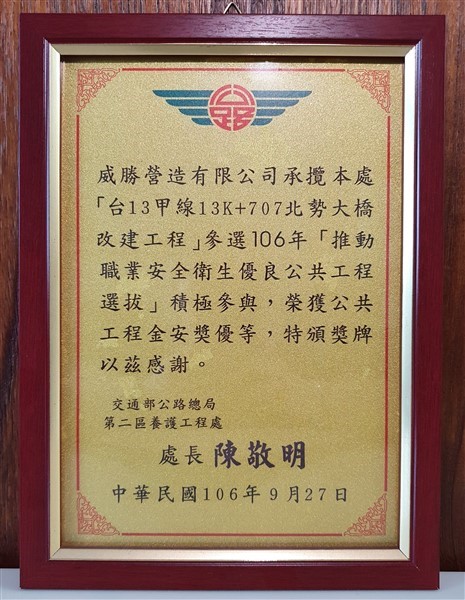 威勝營造有限公司承攬本處
「台13甲線13K+707北勢大橋
改建工程」參選106年「推動
職業安全衛生優良公共工程
選拔」積極參與，榮獲公共
工程金安獎優等，特頒獎牌
以茲感謝。
交通部公路總局
第二區養護工程處
處長 陳敬明
中華民國106年9月27日